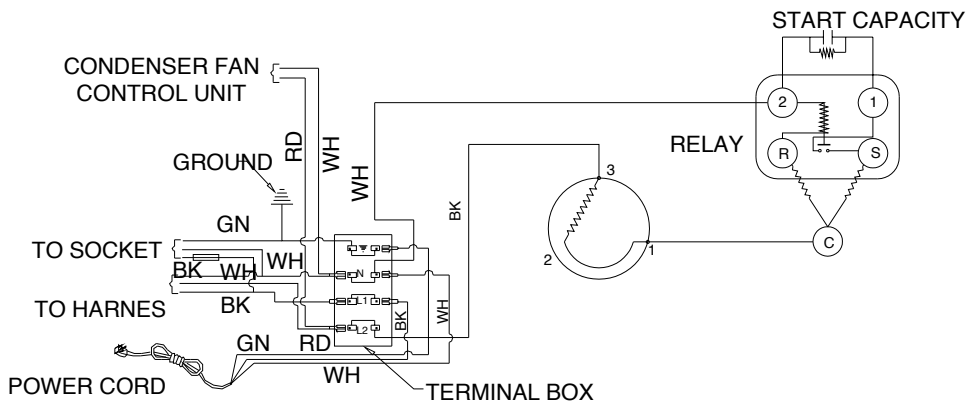 START CAPACITY
CONDENSER FAN
CONTROL UNIT
2
1
RD
WH
RELAY
GROUND
WH
R
S
3
BK
GN
TO SOCKET
C
WH
N
2
1
BK
WH
TO HARNES
BK
L1
BK
WH
L2
GN
RD
WH
POWER CORD
TERMINAL BOX